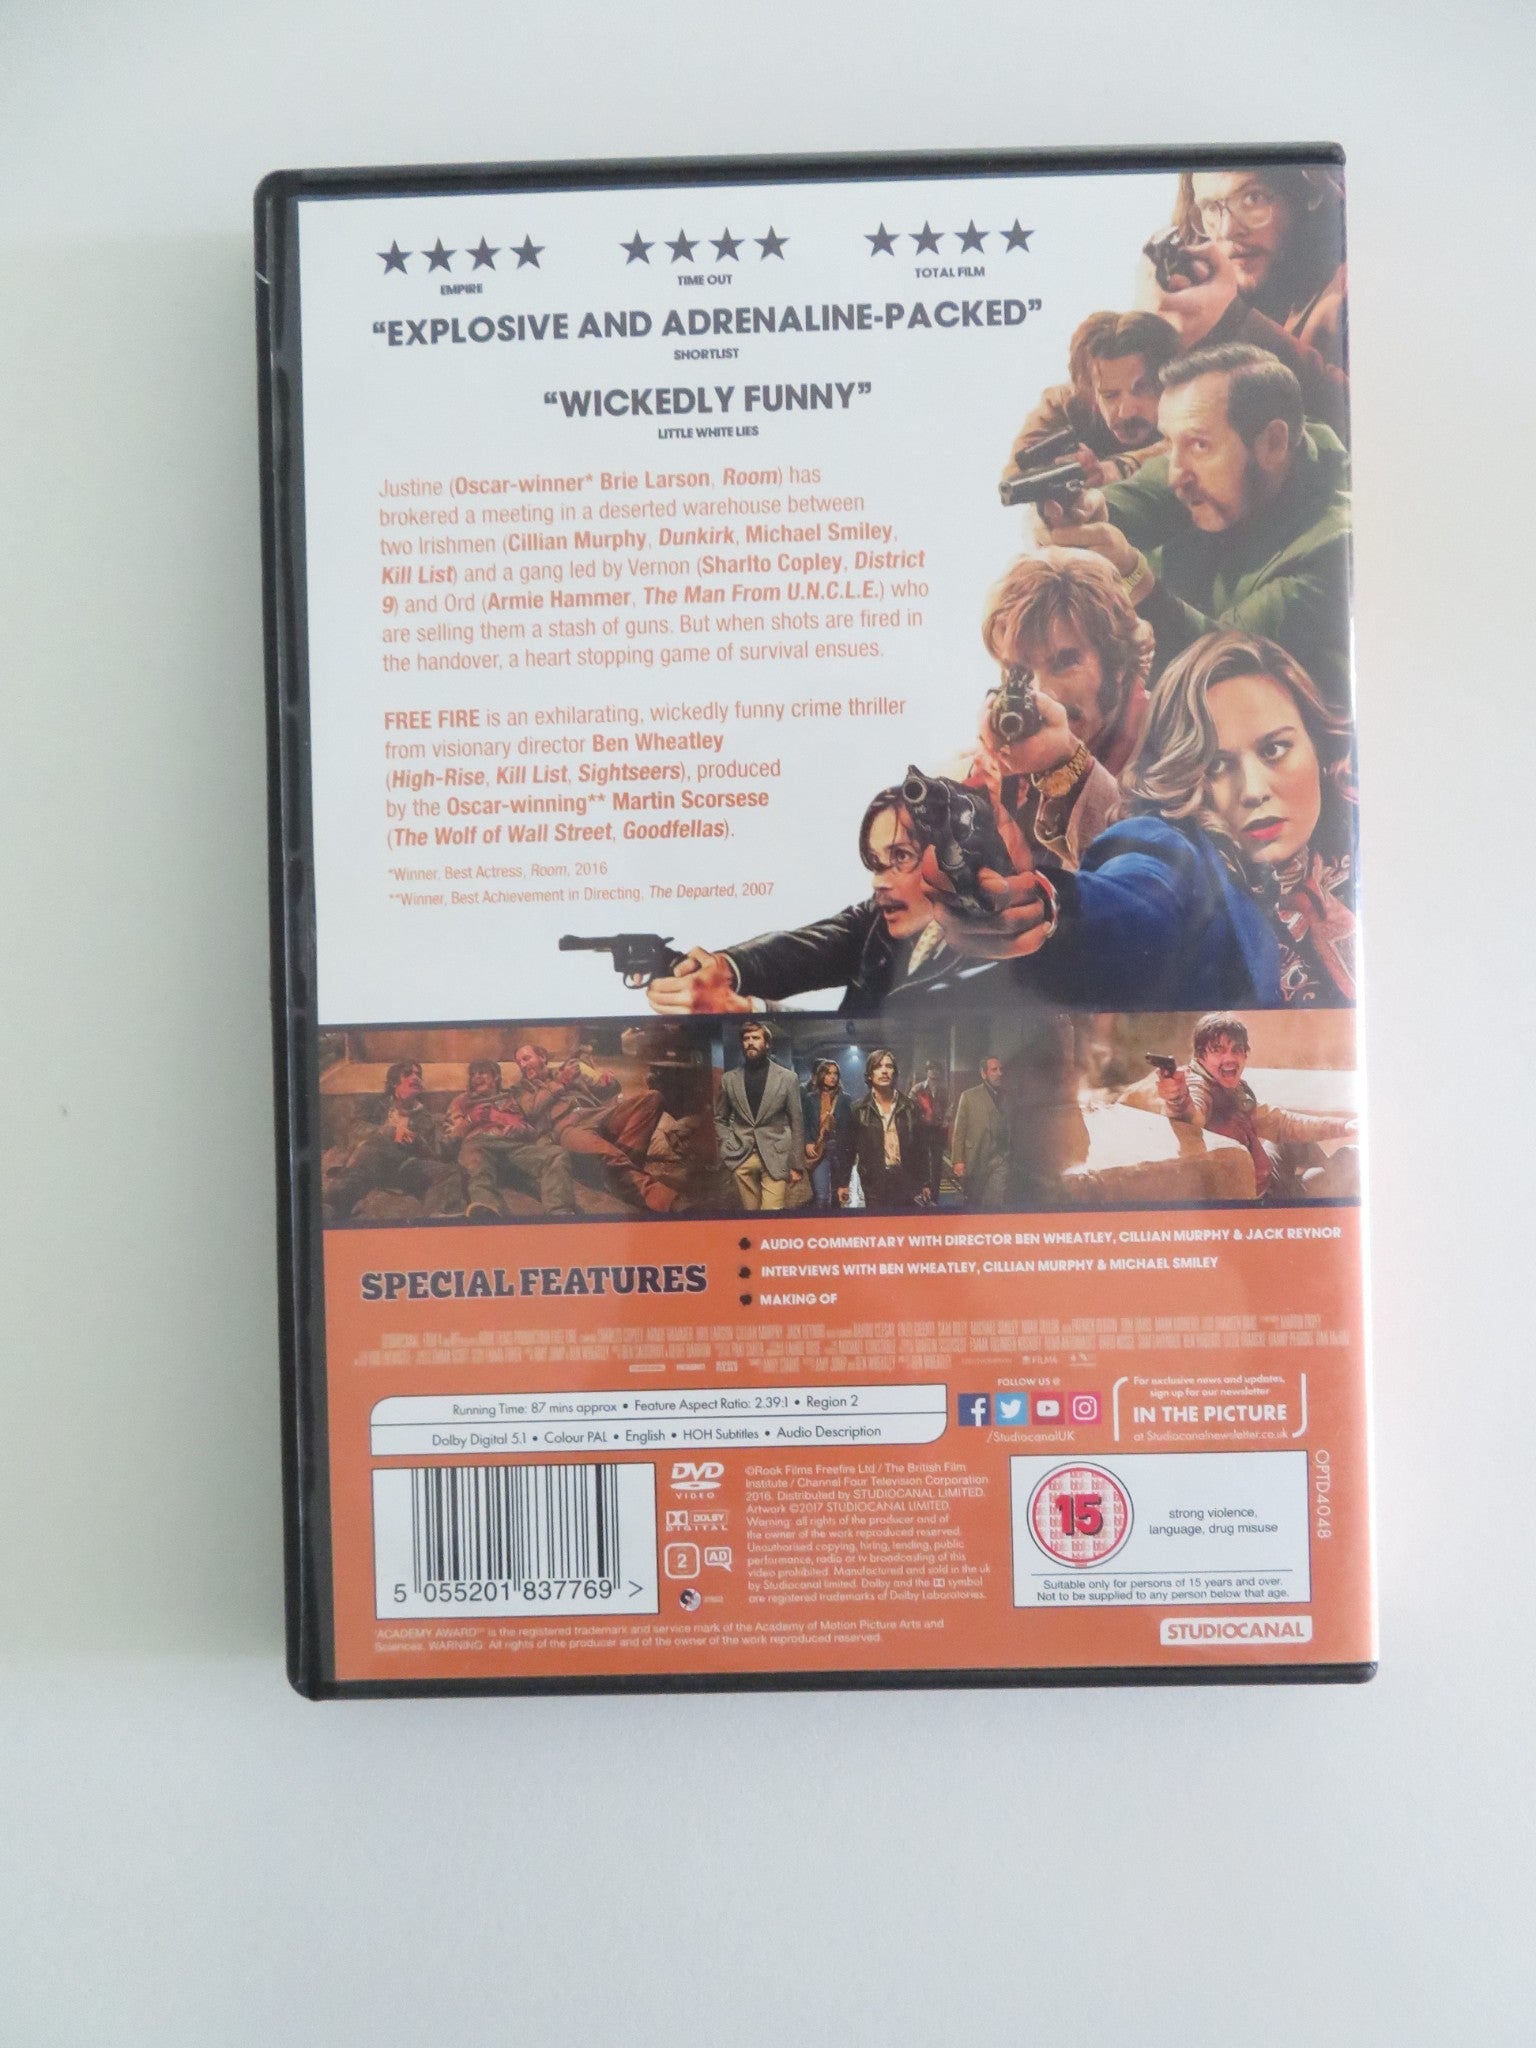 EMPIRE
TIME OUT
TOTAL FILM
“EXPLOSIVE AND ADRENALINE-PACKED”
SHORTLIST
“WICKEDLY FUNNY”
LITTLE WHITE LIES
Justine (Oscar-winner* Brie Larson, Room) has
brokered a meeting in a deserted warehouse between
two Irishmen (Cillian Murphy, Dunkirk, Michael Smiley,
Kill List) and a gang led by Vernon (Sharlto Copley, District
9) and Ord (Armie Hammer, The Man From U.N.C.L.E.) who
are selling them a stash of guns. But when shots are fired in
the handover, a heart stopping game of survival ensues.
FREE FIRE is an exhilarating, wickedly funny crime thriller
from visionary director Ben Wheatley
(High-Rise, Kill List, Sightseers), produced
by the Oscar-winning** Martin Scorsese
(The Wolf of Wall Street, Goodfellas).
*Winner, Best Actress, Room, 2016
**Winner, Best Achievement in Directing, The Departed, 2007
SPECIAL FEATURES
AUDIO COMMENTARY WITH DIRECTOR BEN WHEATLEY, CILLIAN MURPHY & JACK REYNOR
INTERVIEWS WITH BEN WHEATLEY, CILLIAN MURPHY & MICHAEL SMILEY
MAKING OF
Running Time: 87 mins approx • Feature Aspect Ratio: 2.39:1 • Region 2
Dolby Digital 5.1 • Colour PAL • English • HOH Subtitles • Audio Description
FOLLOW US @
/StudiocanalUK
For exclusive news and updates,
sign up for our newsletter
IN THE PICTURE
at Studiocanalnewsletter.co.uk
5 055201 837769 >
DVD
VIDEO
DOLBY
DIGITAL
2 AD
©Rook Films Freefire Ltd / The British Film
Institute / Channel Four Television Corporation
2016. Distributed by STUDIOCANAL LIMITED.
Artwork ©2017 STUDIOCANAL LIMITED.
Warning: all rights of the producer and of
the owner of the work reproduced reserved.
Unauthorised copying, hiring, lending, public
performance, radio or tv broadcasting of this
video prohibited. Manufactured and sold in the uk
by Studiocanal limited. Dolby and the symbol
are registered trademarks of Dolby Laboratories.
15
strong violence,
language, drug misuse
Suitable only for persons of 15 years and over.
Not to be supplied to any person below that age.
OPTD4048
'ACADEMY AWARD®' is the registered trademark and service mark of the Academy of Motion Picture Arts and
Sciences. WARNING: All rights of the producer and of the owner of the work reproduced reserved.
STUDIOCANAL